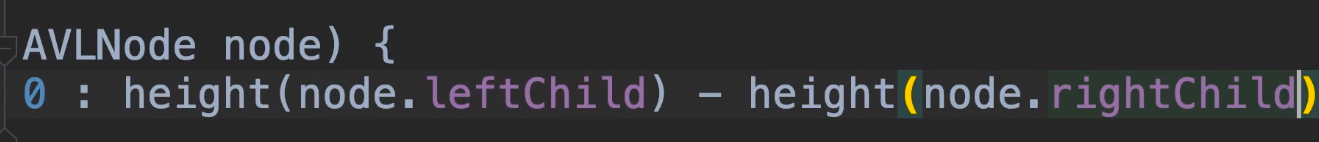 AVLNode node) {
0 : height(node.leftChild) - height(node.rightChild)